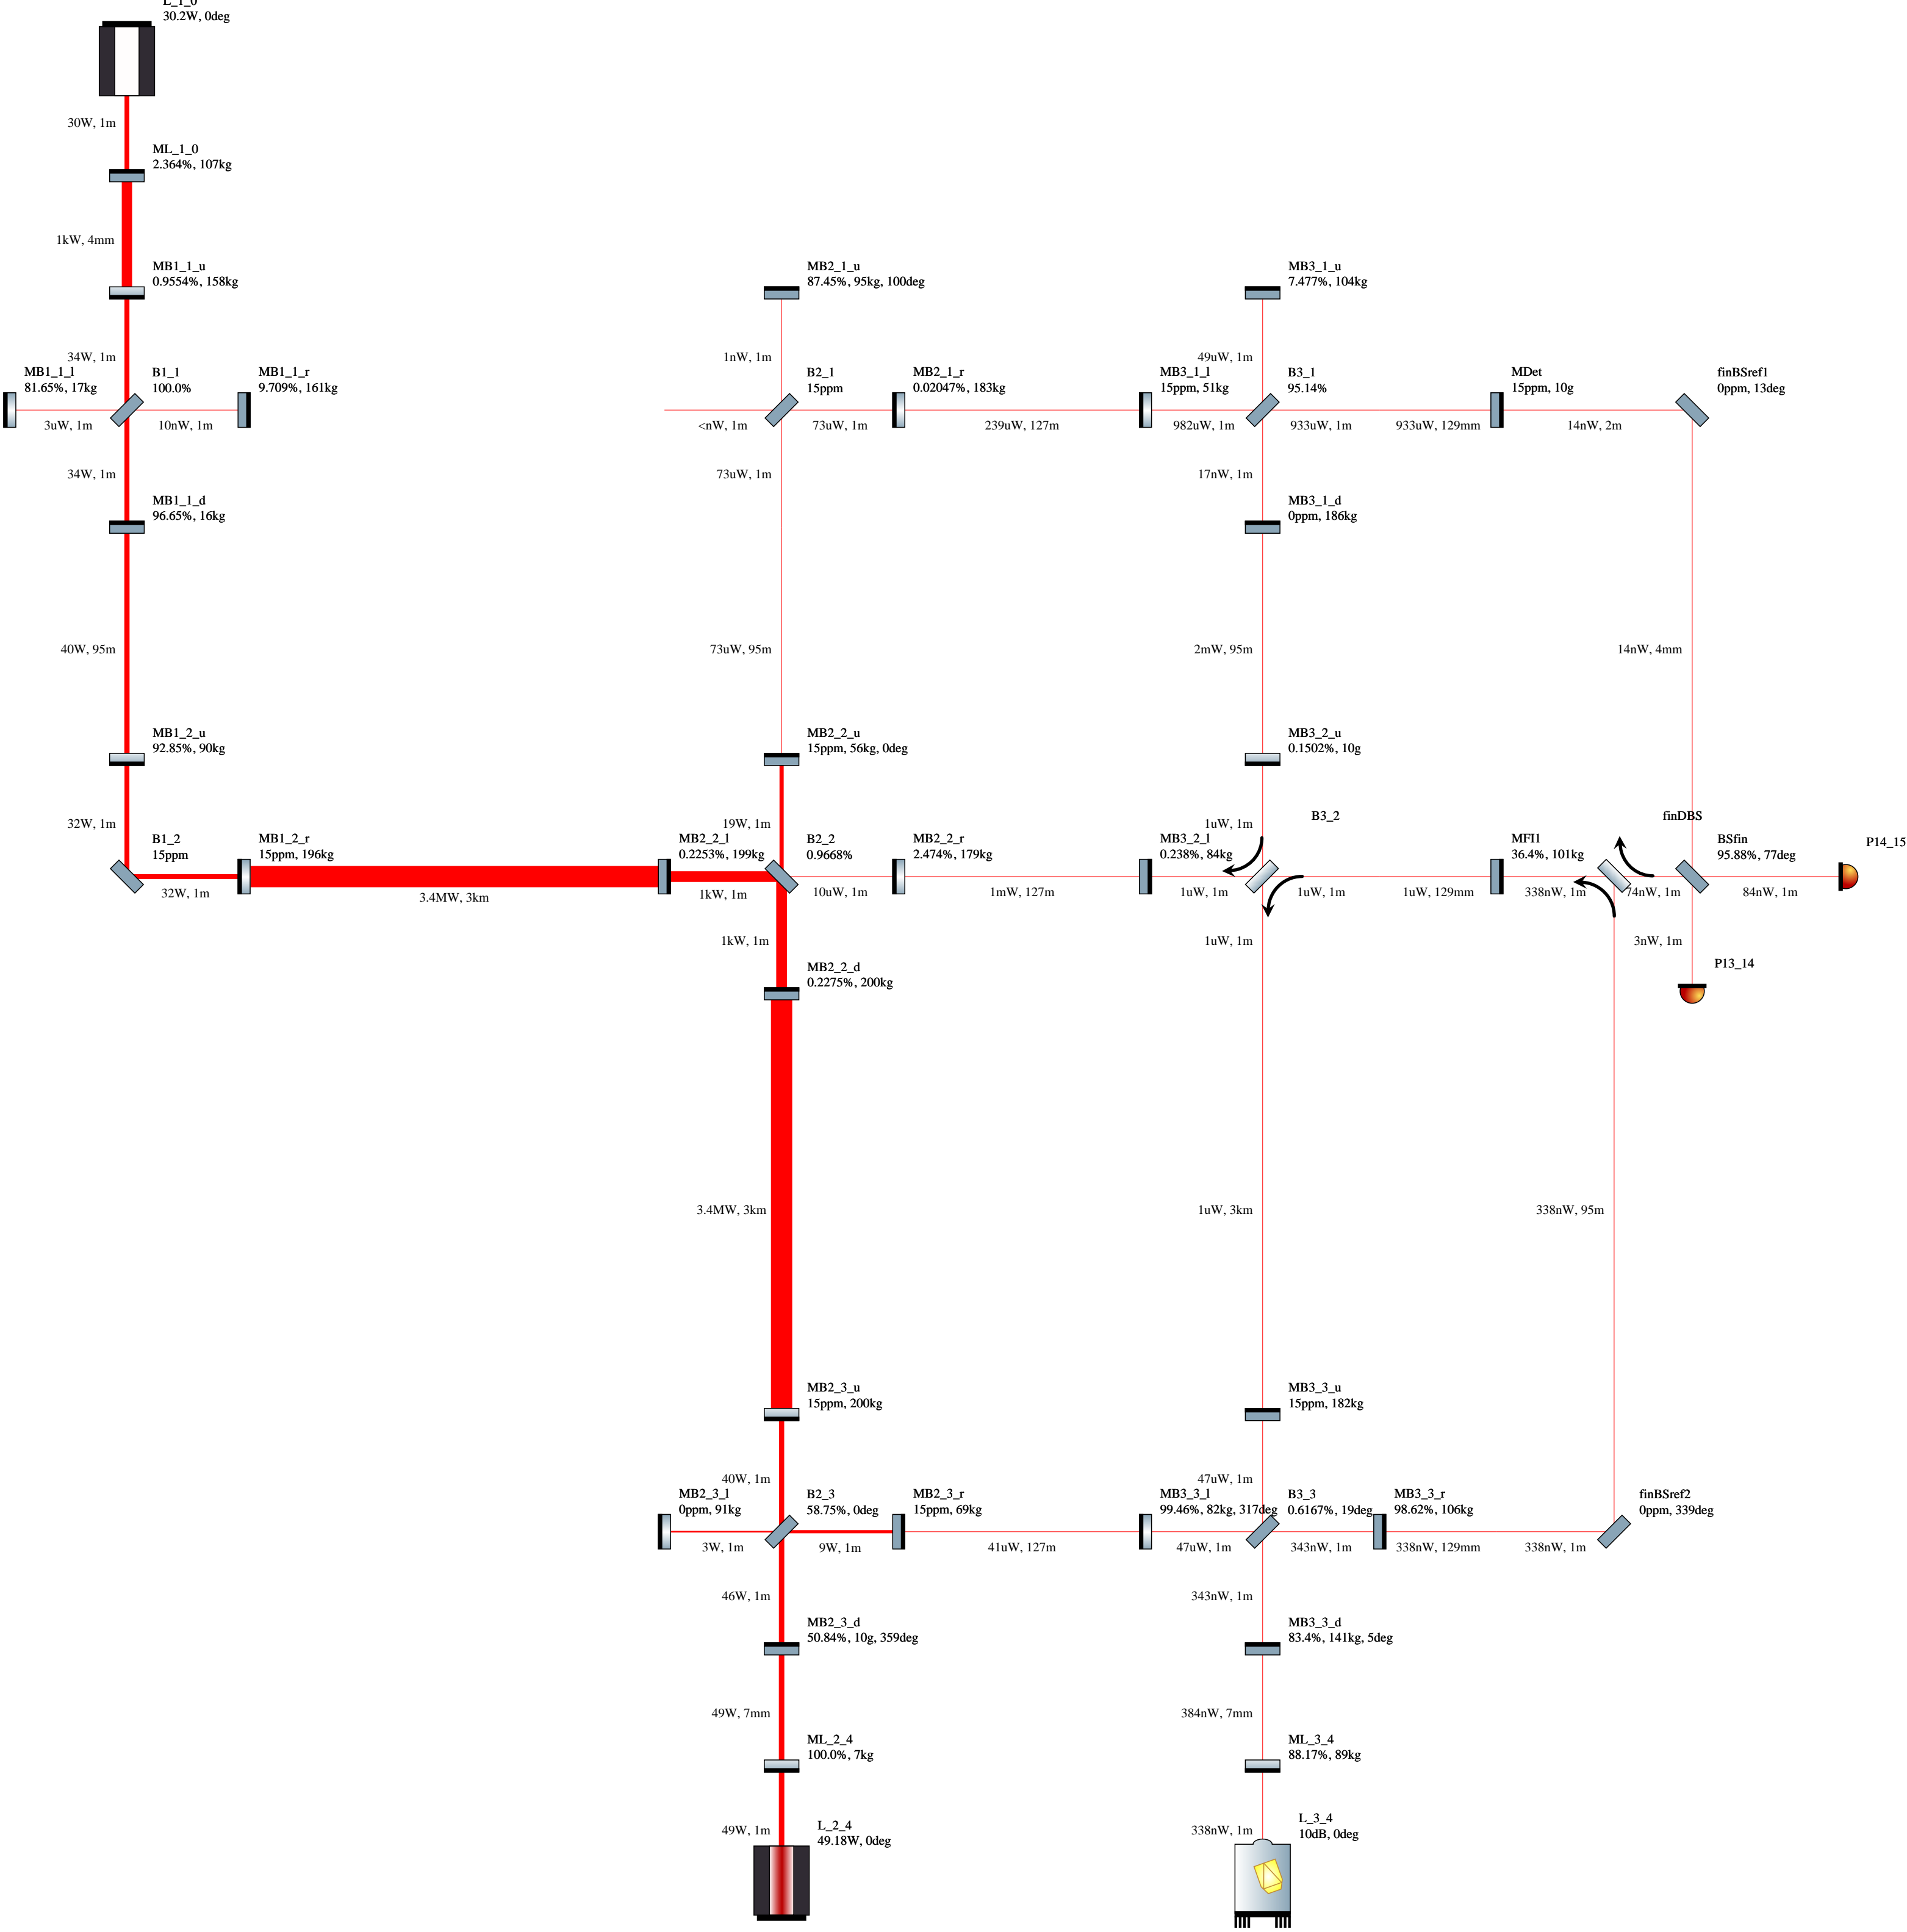 L_1_0
30.2W, 0deg
30W, 1m
ML_1_0
2.364%, 107kg
1kW, 4mm
MB1_1_u
0.9554%, 158kg
MB2_1_u
87.45%, 95kg, 100deg
MB3_1_u
7.477%, 104kg
34W, 1m
1nW, 1m
49uW, 1m
MB1_1_l
81.65%, 17kg
B1_1
100.0%
MB1_1_r
9.709%, 161kg
B2_1
15ppm
MB2_1_r
0.02047%, 183kg
MB3_1_l
15ppm, 51kg
B3_1
95.14%
MDet
15ppm, 10g
finBSref1
0ppm, 13deg
3uW, 1m
10nW, 1m
<nW, 1m
73uW, 1m
239uW, 127m
982uW, 1m
933uW, 1m
933uW, 129mm
14nW, 2m
34W, 1m
73uW, 1m
17nW, 1m
MB1_1_d
96.65%, 16kg
MB3_1_d
0ppm, 186kg
40W, 95m
73uW, 95m
2mW, 95m
14nW, 4mm
MB1_2_u
92.85%, 90kg
MB2_2_u
15ppm, 56kg, 0deg
MB3_2_u
0.1502%, 10g
32W, 1m
19W, 1m
1uW, 1m
B3_2
finDBS
B1_2
15ppm
MB1_2_r
15ppm, 196kg
MB2_2_l
0.2253%, 199kg
B2_2
0.9668%
MB2_2_r
2.474%, 179kg
MB3_2_l
0.238%, 84kg
MFI1
36.4%, 101kg
BSfin
95.88%, 77deg
P14_15
32W, 1m
3.4MW, 3km
1kW, 1m
10uW, 1m
1mW, 127m
1uW, 1m
1uW, 1m
1uW, 129mm
338nW, 1m
74nW, 1m
84nW, 1m
1kW, 1m
1uW, 1m
3nW, 1m
MB2_2_d
0.2275%, 200kg
P13_14
3.4MW, 3km
1uW, 3km
338nW, 95m
MB2_3_u
15ppm, 200kg
MB3_3_u
15ppm, 182kg
40W, 1m
47uW, 1m
MB2_3_l
0ppm, 91kg
B2_3
58.75%, 0deg
MB2_3_r
15ppm, 69kg
MB3_3_l
99.46%, 82kg, 317deg
B3_3
0.6167%, 19deg
MB3_3_r
98.62%, 106kg
finBSref2
0ppm, 339deg
3W, 1m
9W, 1m
41uW, 127m
47uW, 1m
343nW, 1m
338nW, 129mm
338nW, 1m
46W, 1m
343nW, 1m
MB2_3_d
50.84%, 10g, 359deg
MB3_3_d
83.4%, 141kg, 5deg
49W, 7mm
384nW, 7mm
ML_2_4
100.0%, 7kg
ML_3_4
88.17%, 89kg
49W, 1m
L_2_4
49.18W, 0deg
338nW, 1m
L_3_4
10dB, 0deg